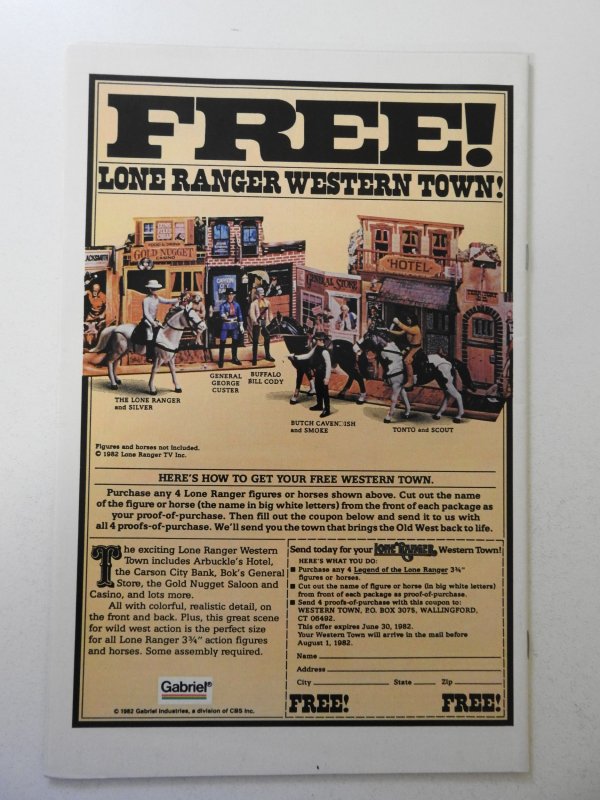 FREE!
LONE RANGER WESTERN TOWN!
FOOD & DRINK
GOLD NUGGET
CASINO
BLACKSMITH
CARSON CITY
GENERAL STORE
HOTEL
THE LONE RANGER
and SILVER
GENERAL
GEORGE
CUSTER
BUFFALO
BILL CODY
BUTCH CAVENDISH
and SMOKE
TONTO and SCOUT
Figures and horses not included.
© 1982 Lone Ranger TV Inc.
HERE'S HOW TO GET YOUR FREE WESTERN TOWN.
Purchase any 4 Lone Ranger figures or horses shown above. Cut out the name
of the figure or horse (the name in big white letters) from the front of each package as
your proof-of-purchase. Then fill out the coupon below and send it to us with
all 4 proofs-of-purchase. We'll send you the town that brings the Old West back to life.
The exciting Lone Ranger Western
Town includes Arbuckle's Hotel,
the Carson City Bank, Bok's General
Store, the Gold Nugget Saloon and
Casino, and lots more.
All with colorful, realistic detail, on
the front and back. Plus, this great scene
for wild west action is the perfect size
for all Lone Ranger 3¾" action figures
and horses. Some assembly required.
Gabriel®
© 1982 Gabriel Industries, a division of CBS Inc.
Send today for your LONE RANGER Western Town!
HERE'S WHAT YOU DO:
■ Purchase any 4 Legend of the Lone Ranger 3¾"
figures or horses.
■ Cut out name of figure or horse (in big white letters)
from front of each package as proof-of-purchase.
■ Send 4 proofs-of-purchase with this coupon to:
WESTERN TOWN, P.O. BOX 3075, WALLINGFORD,
CT 06492.
This offer expires June 30, 1982.
Your Western Town will arrive in the mail before
August 1, 1982.
Name
Address
City State Zip
FREE! FREE!